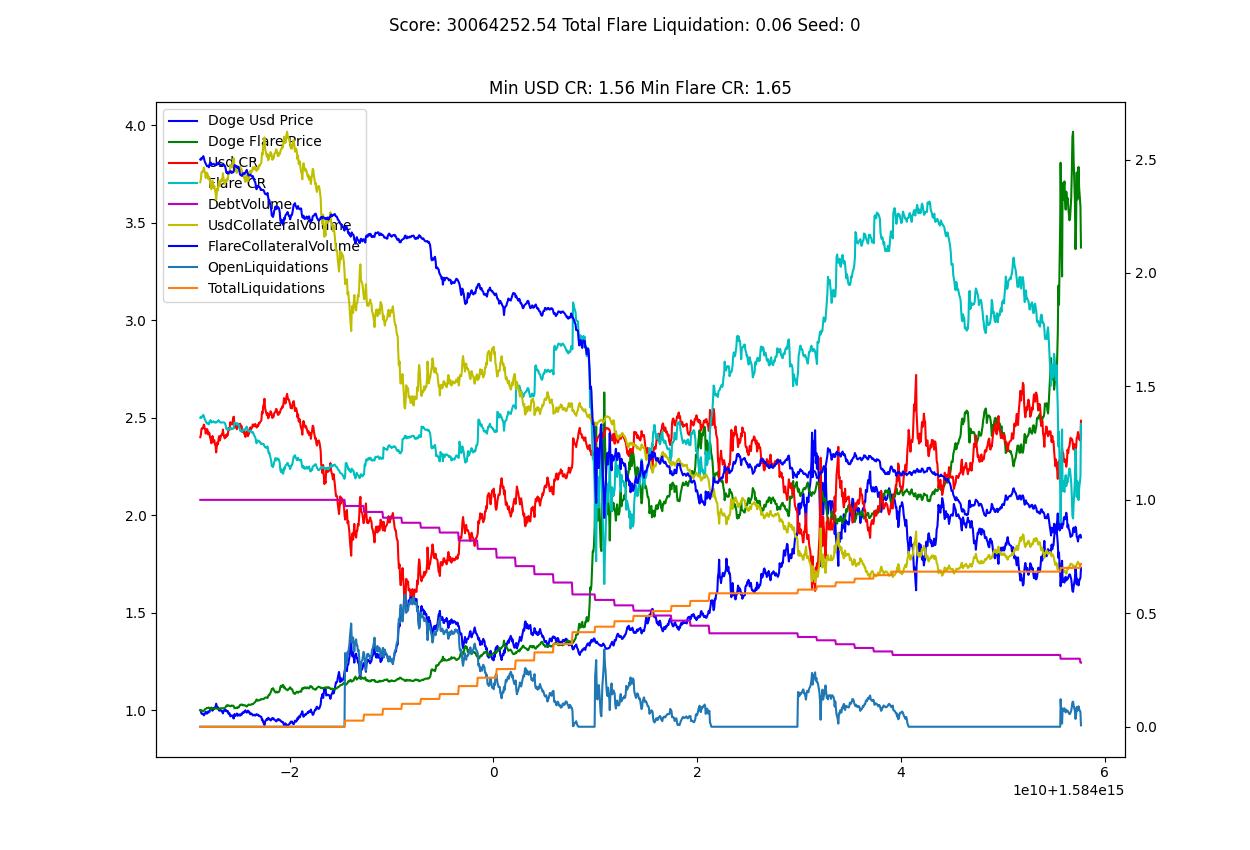 Score: 30064252.54 Total Flare Liquidation: 0.06 Seed: 0
Min USD CR: 1.56 Min Flare CR: 1.65
Doge Usd Price
Doge Flare Price
Usd CR
Flare CR
DebtVolume
UsdCollateralVolume
FlareCollateralVolume
OpenLiquidations
TotalLiquidations
4.0
3.5
3.0
2.5
2.0
1.5
1.0
2.5
2.0
1.5
1.0
0.5
0.0
−2 0 2 4 6
1e10+1.584e15